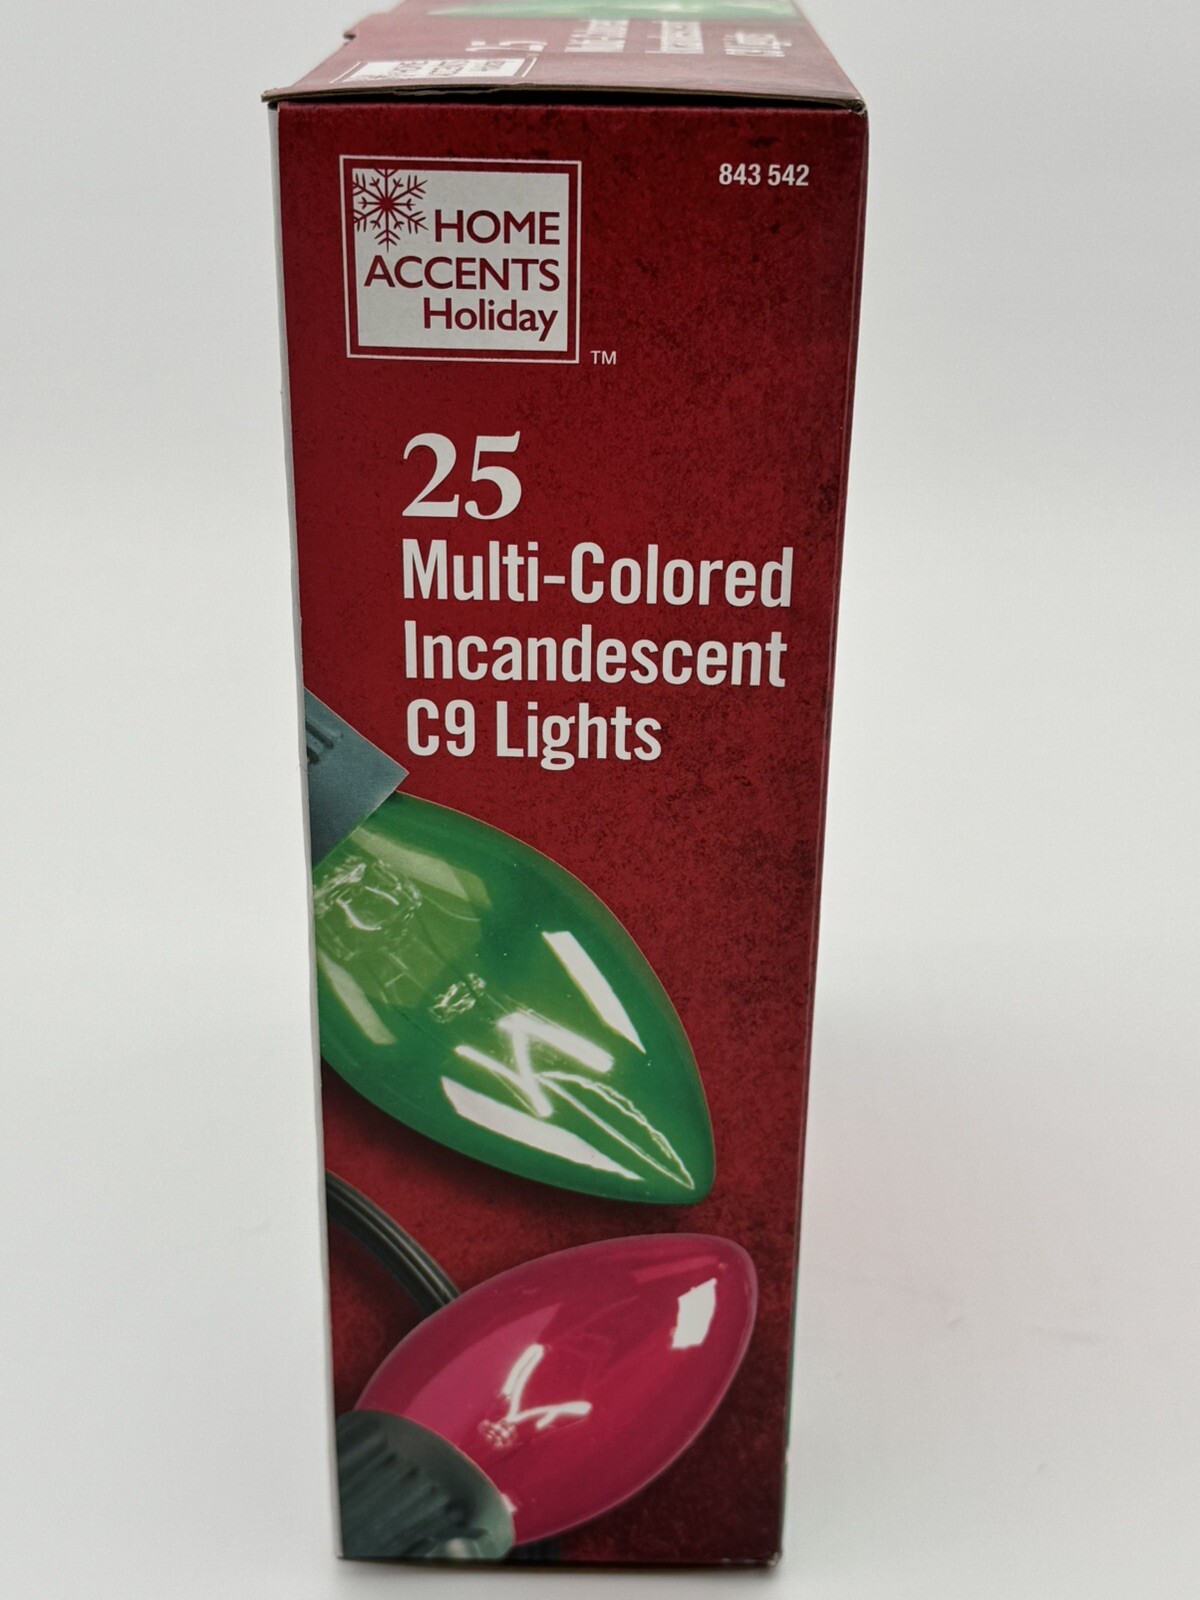 843 542
HOME
ACCENTS
Holiday
TM
25
Multi-Colored
Incandescent
C9 Lights